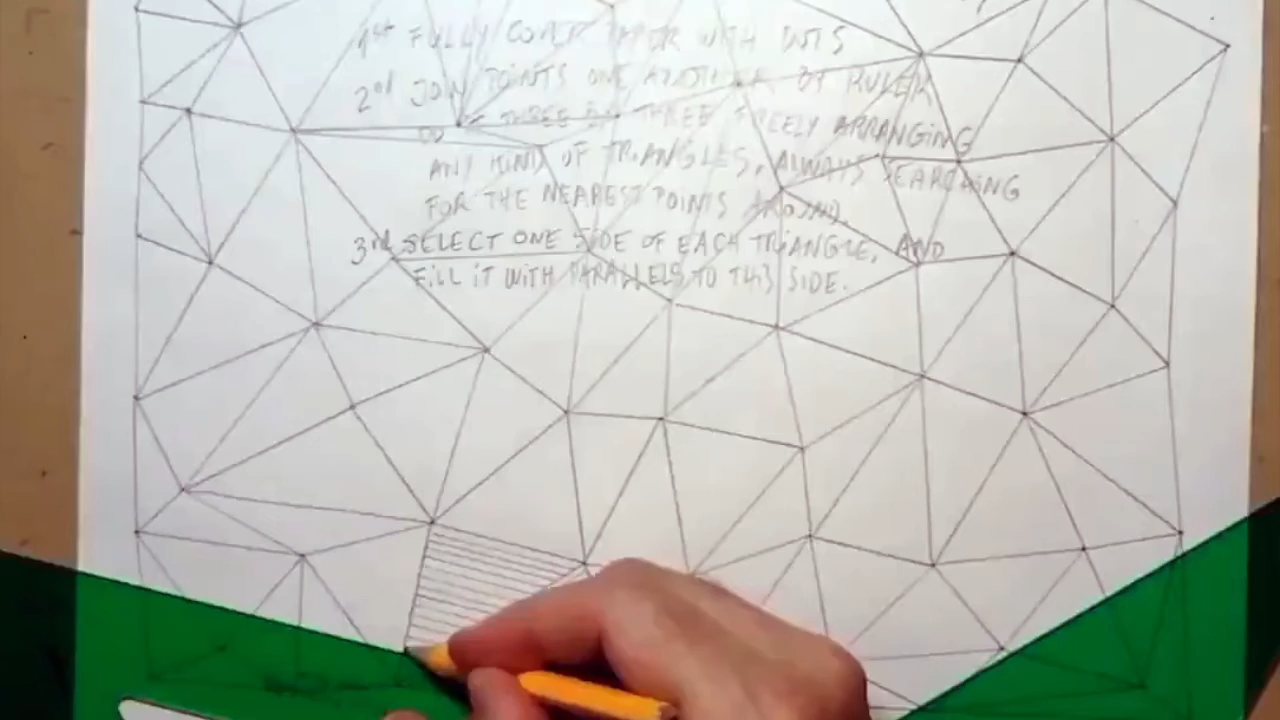 1st FULLY COVER PAPER WITH DOTS
2nd JOIN POINTS ONE ANOTHER BY RULER
THREE BY THREE FREELY ARRANGING
ANY KIND OF TRIANGLES, ALWAYS SEARCHING
FOR THE NEAREST POINTS AROUND.
3rd SELECT ONE SIDE OF EACH TRIANGLE, AND
FILL IT WITH PARALLELS TO THIS SIDE.